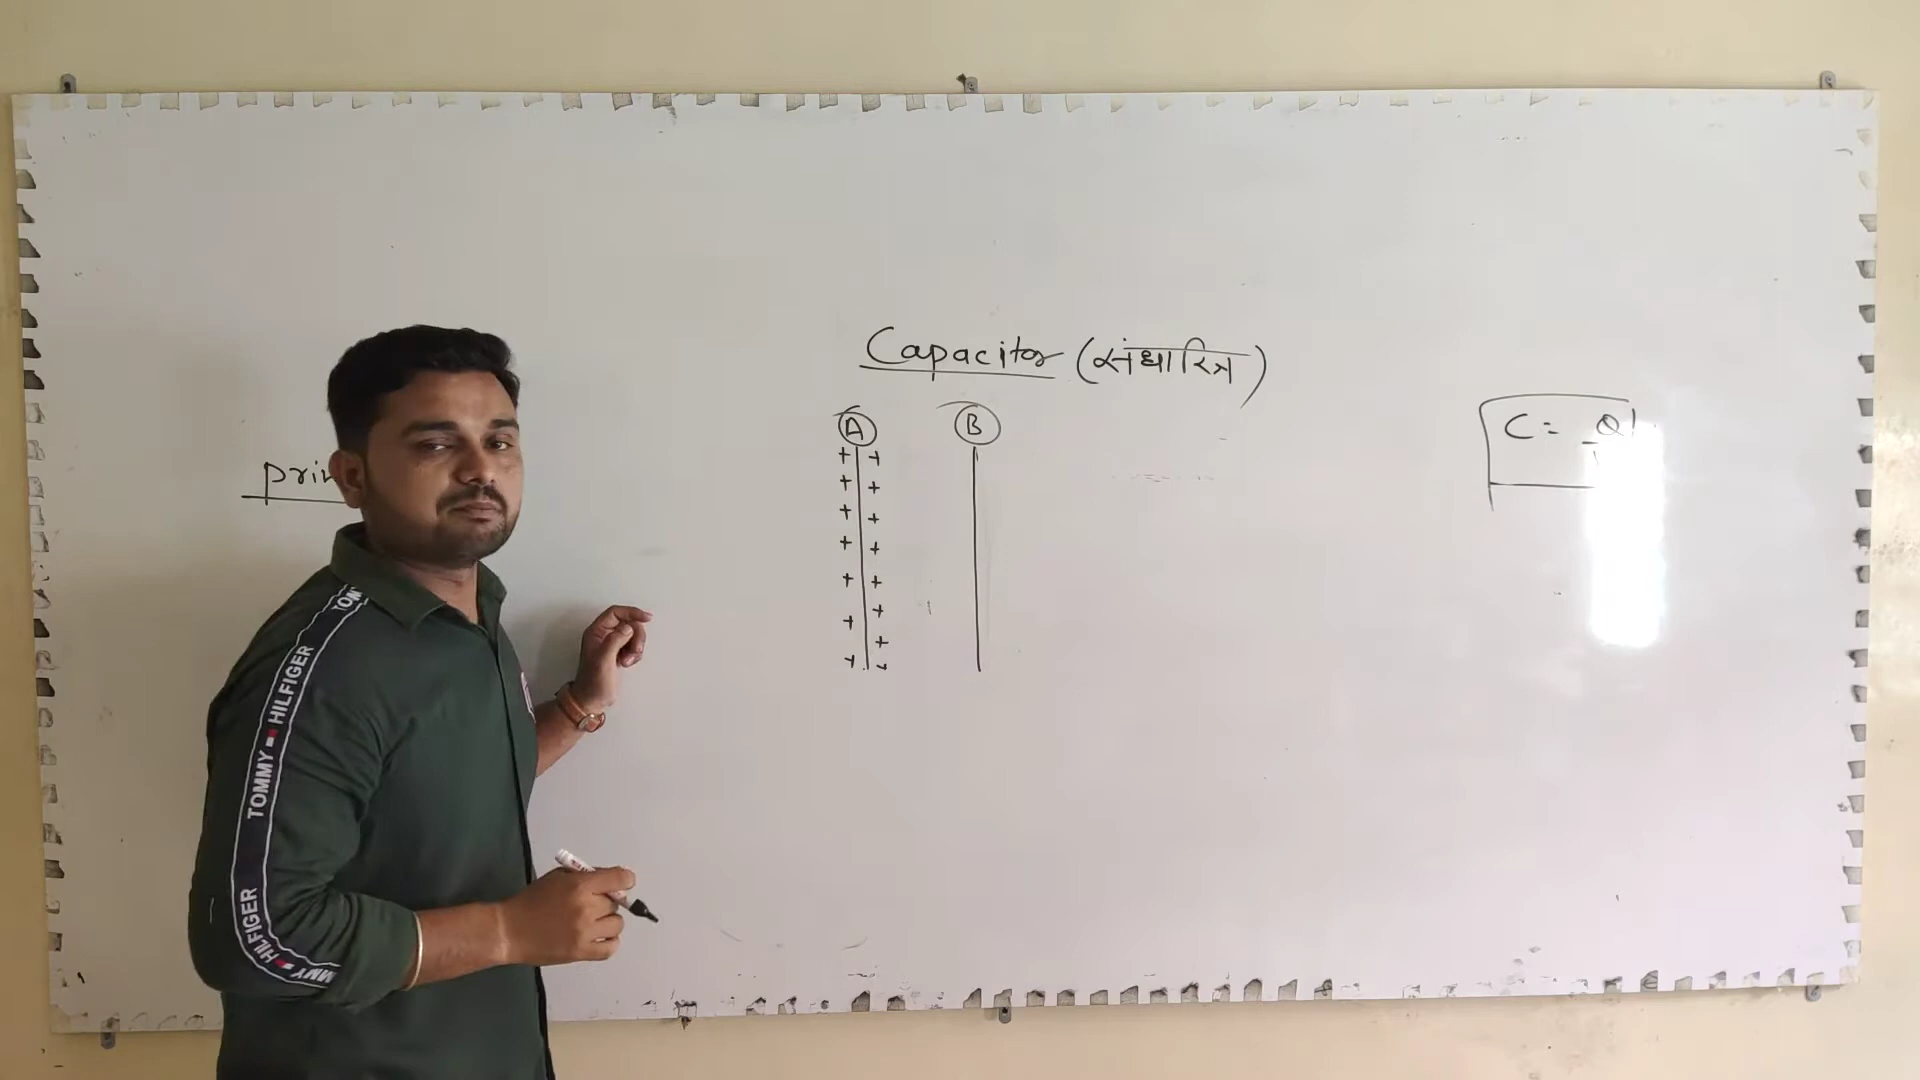 Capacitor (संधारित्र)
A B
C = Q
+ +
+ +
+ +
+ +
+ +
+ +
+ +
+ +
TOMMY HILFIGER
TOMMY HILFIGER